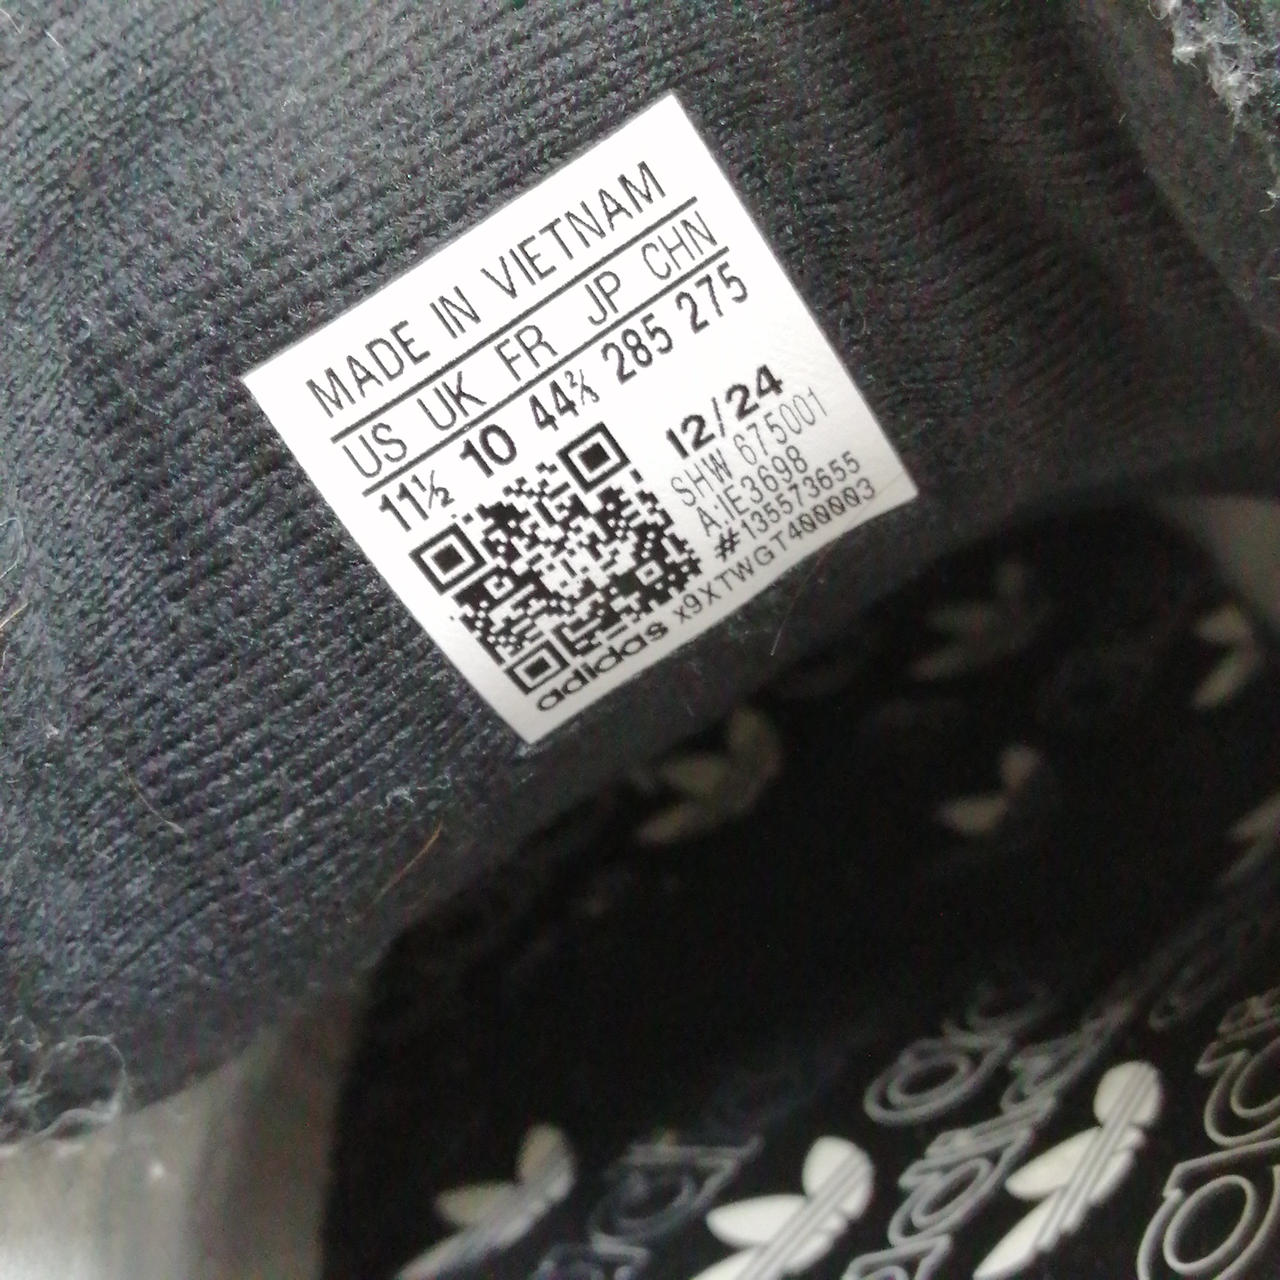 MADE IN VIETNAM
US UK FR JP CHN
11½ 10 44⅔ 285 275
12/24
SHW 675001
A:IE3698
#135573655
x9XTWGT400003
adidas